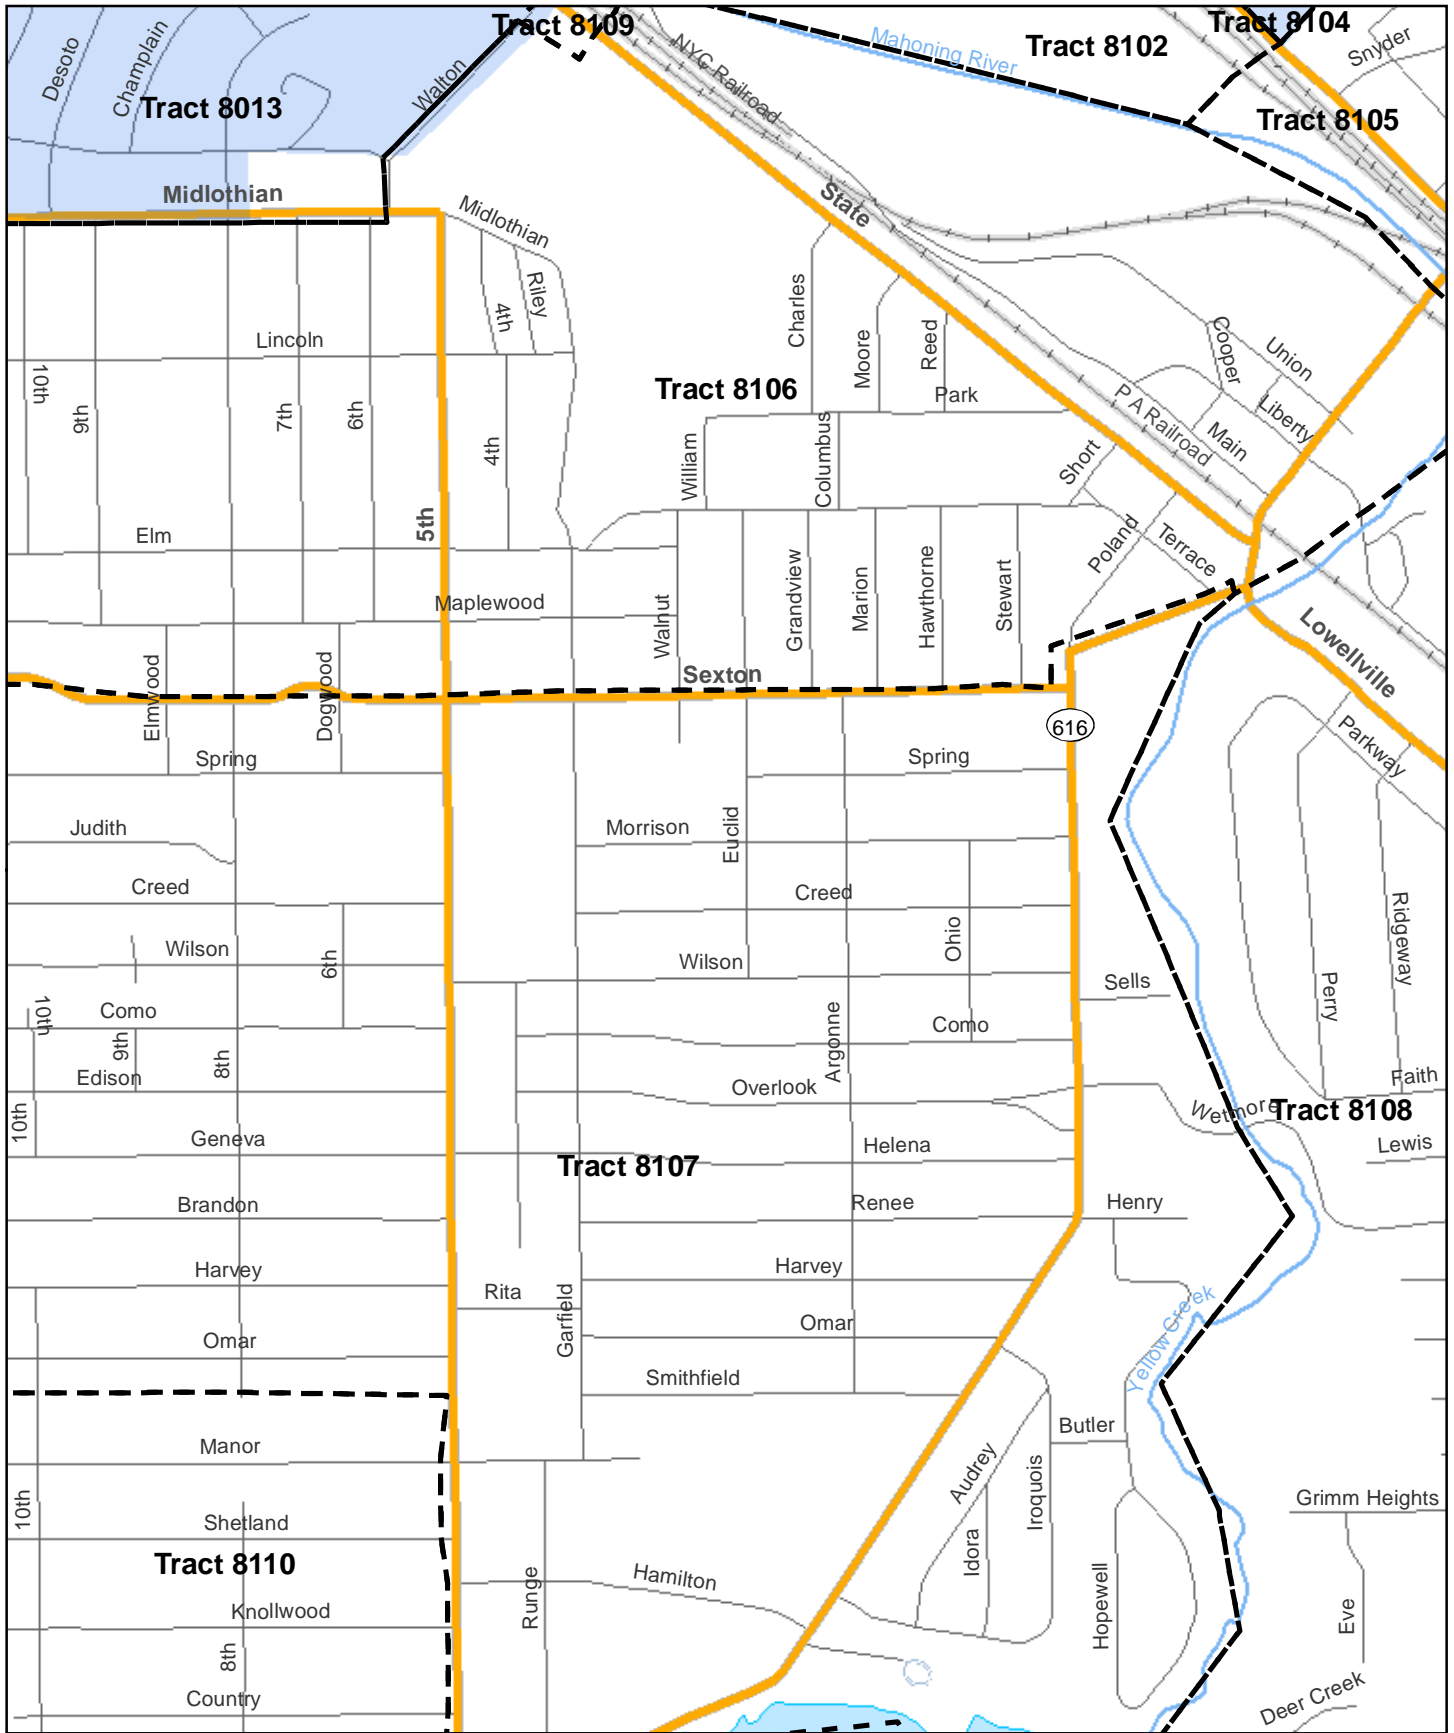 Tract 8109
Tract 8104
Snyder
Tract 8102
Mahoning River
NYC Railroad
Desoto
Champlain
Walton
Tract 8013
Tract 8105
Midlothian
Midlothian
State
Riley
4th
Charles
Moore
Reed
Cooper
Union
Lincoln
10th
9th
7th
6th
Tract 8106
Park
P A Railroad
Liberty
Main
4th
William
Columbus
Short
5th
Elm
Poland
Terrace
Grandview
Marion
Hawthorne
Stewart
Walnut
Maplewood
Lowellville
Elmwood
Dogwood
Sexton
616
Parkway
Spring
Spring
Judith
Morrison
Euclid
Creed
Creed
Ohio
Ridgeway
Wilson
6th
Wilson
Sells
Perry
10th
Como
Como
9th
8th
Argonne
Edison
Overlook
Faith
10th
Wetmore
Tract 8108
Geneva
Helena
Lewis
Tract 8107
Brandon
Renee
Henry
Harvey
Harvey
Rita
Garfield
Yellow Creek
Omar
Omar
Smithfield
Butler
Manor
Audrey
Iroquois
10th
Grimm Heights
Shetland
Idora
Tract 8110
Hamilton
Runge
Hopewell
Eve
Knollwood
8th
Country
Deer Creek